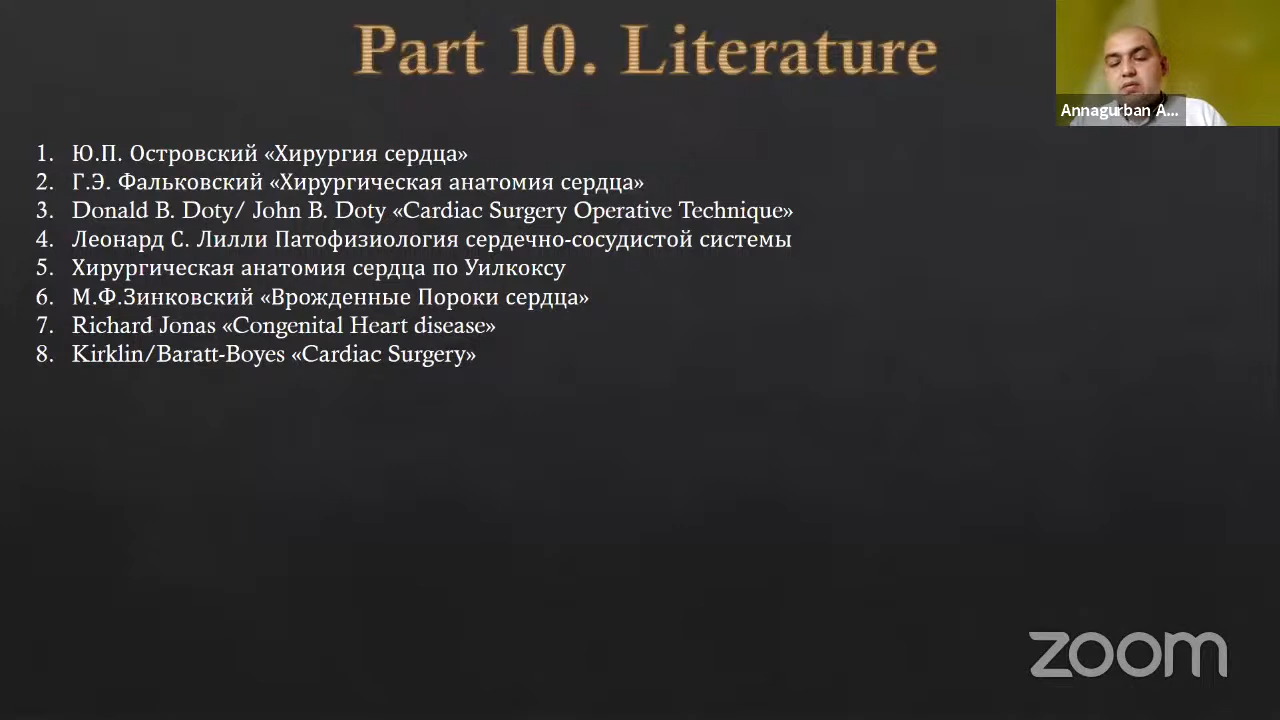 Part 10. Literature
Annagurban A...
1. Ю.П. Островский «Хирургия сердца»
2. Г.Э. Фальковский «Хирургическая анатомия сердца»
3. Donald B. Doty/ John B. Doty «Cardiac Surgery Operative Technique»
4. Леонард С. Лилли Патофизиология сердечно-сосудистой системы
5. Хирургическая анатомия сердца по Уилкоксу
6. М.Ф.Зинковский «Врожденные Пороки сердца»
7. Richard Jonas «Congenital Heart disease»
8. Kirklin/Baratt-Boyes «Cardiac Surgery»
zoom